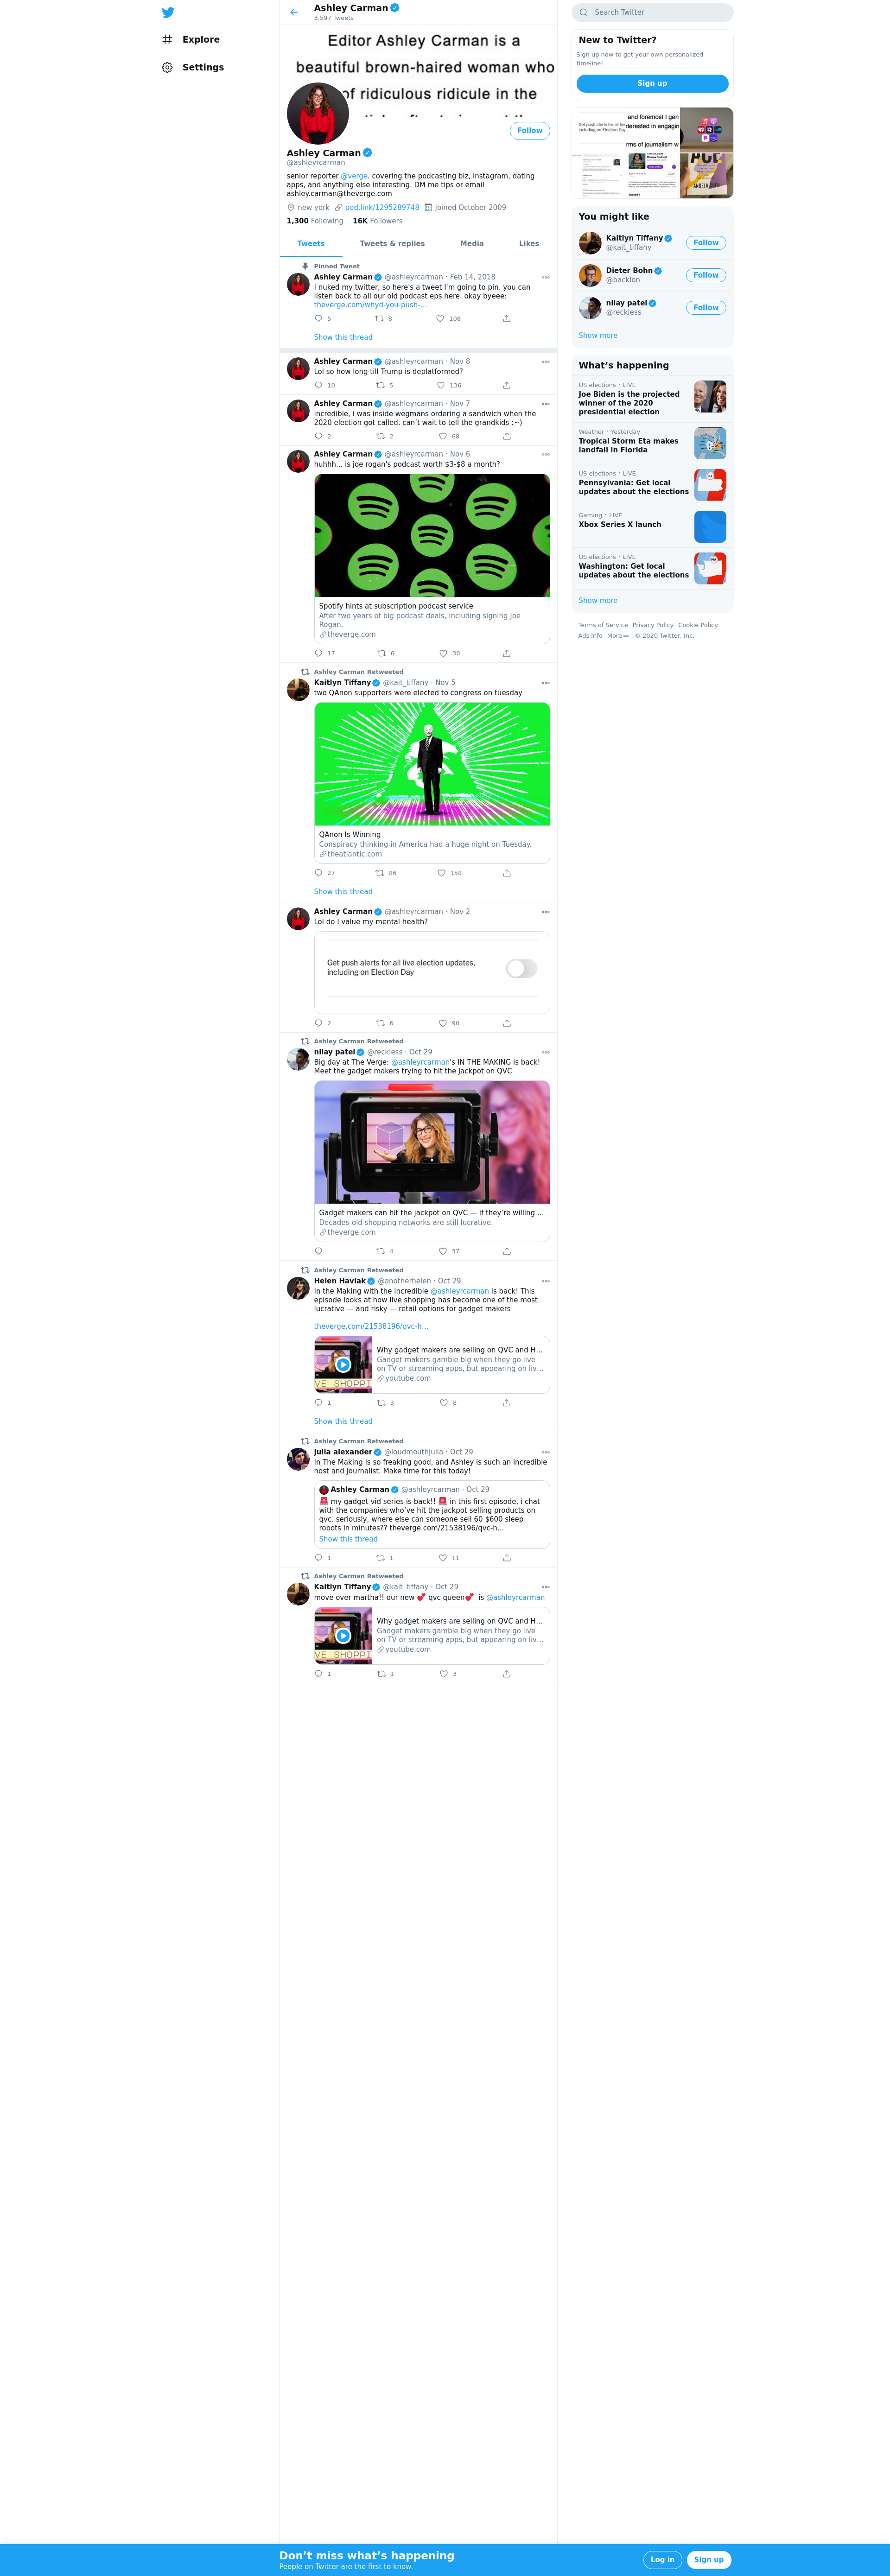 Explore
Settings
Ashley Carman
3,597 Tweets
Editor Ashley Carman is a
beautiful brown-haired woman who
of ridiculous ridicule in the
Follow
Ashley Carman
@ashleyrcarman
senior reporter @verge. covering the podcasting biz, instagram, dating
apps, and anything else interesting. DM me tips or email
ashley.carman@theverge.com
new york pod.link/1295289748 Joined October 2009
1,300 Following 16K Followers
Tweets Tweets & replies Media Likes
Pinned Tweet
Ashley Carman @ashleyrcarman · Feb 14, 2018
I nuked my twitter, so here's a tweet I'm going to pin. you can
listen back to all our old podcast eps here. okay byeee:
theverge.com/whyd-you-push-…
5 8 108
Show this thread
Ashley Carman @ashleyrcarman · Nov 8
Lol so how long till Trump is deplatformed?
10 5 136
Ashley Carman @ashleyrcarman · Nov 7
incredible, i was inside wegmans ordering a sandwich when the
2020 election got called. can’t wait to tell the grandkids :~)
2 2 68
Ashley Carman @ashleyrcarman · Nov 6
huhhh... is joe rogan's podcast worth $3-$8 a month?
Spotify hints at subscription podcast service
After two years of big podcast deals, including signing Joe
Rogan.
theverge.com
17 6 30
Ashley Carman Retweeted
Kaitlyn Tiffany @kait_tiffany · Nov 5
two QAnon supporters were elected to congress on tuesday
QAnon Is Winning
Conspiracy thinking in America had a huge night on Tuesday.
theatlantic.com
27 86 158
Show this thread
Ashley Carman @ashleyrcarman · Nov 2
Lol do I value my mental health?
Get push alerts for all live election updates,
including on Election Day
2 6 90
Ashley Carman Retweeted
nilay patel @reckless · Oct 29
Big day at The Verge: @ashleyrcarman's IN THE MAKING is back!
Meet the gadget makers trying to hit the jackpot on QVC
Gadget makers can hit the jackpot on QVC — if they’re willing …
Decades-old shopping networks are still lucrative.
theverge.com
4 37
Ashley Carman Retweeted
Helen Havlak @anotherhelen · Oct 29
In the Making with the incredible @ashleyrcarman is back! This
episode looks at how live shopping has become one of the most
lucrative — and risky — retail options for gadget makers
theverge.com/21538196/qvc-h…
Why gadget makers are selling on QVC and H…
Gadget makers gamble big when they go live
on TV or streaming apps, but appearing on liv…
youtube.com
VE SHOPPI
1 3 8
Show this thread
Ashley Carman Retweeted
julia alexander @loudmouthjulia · Oct 29
In The Making is so freaking good, and Ashley is such an incredible
host and journalist. Make time for this today!
Ashley Carman @ashleyrcarman · Oct 29
🚨 my gadget vid series is back!! 🚨 in this first episode, i chat
with the companies who’ve hit the jackpot selling products on
qvc. seriously, where else can someone sell 60 $600 sleep
robots in minutes?? theverge.com/21538196/qvc-h…
Show this thread
1 1 11
Ashley Carman Retweeted
Kaitlyn Tiffany @kait_tiffany · Oct 29
move over martha!! our new 💕 qvc queen💕 is @ashleyrcarman
Why gadget makers are selling on QVC and H…
Gadget makers gamble big when they go live
on TV or streaming apps, but appearing on liv…
youtube.com
VE SHOPPI
1 1 3
Search Twitter
New to Twitter?
Sign up now to get your own personalized
timeline!
Sign up
Get push alerts for all liv
including on Election Day
and foremost I gen
terested in engagin
rms of journalism w
You might like
Kaitlyn Tiffany
@kait_tiffany
Follow
Dieter Bohn
@backlon
Follow
nilay patel
@reckless
Follow
Show more
What’s happening
US elections · LIVE
Joe Biden is the projected
winner of the 2020
presidential election
Weather · Yesterday
Tropical Storm Eta makes
landfall in Florida
US elections · LIVE
Pennsylvania: Get local
updates about the elections
Gaming · LIVE
Xbox Series X launch
US elections · LIVE
Washington: Get local
updates about the elections
Show more
Terms of Service Privacy Policy Cookie Policy
Ads info More © 2020 Twitter, Inc.
Don’t miss what’s happening
People on Twitter are the first to know.
Log in Sign up